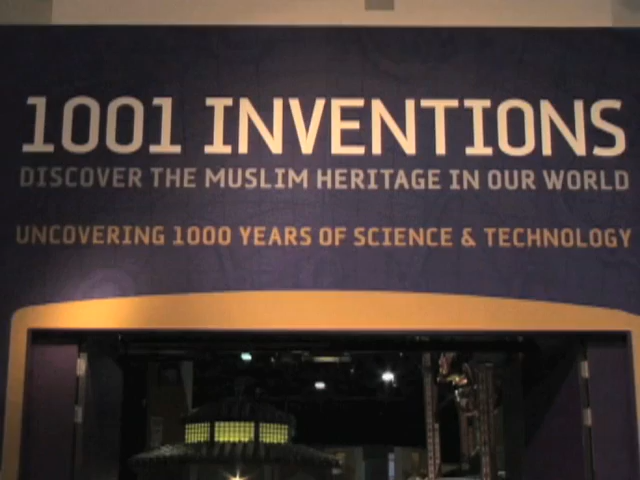 1001 INVENTIONS
DISCOVER THE MUSLIM HERITAGE IN OUR WORLD
UNCOVERING 1000 YEARS OF SCIENCE & TECHNOLOGY